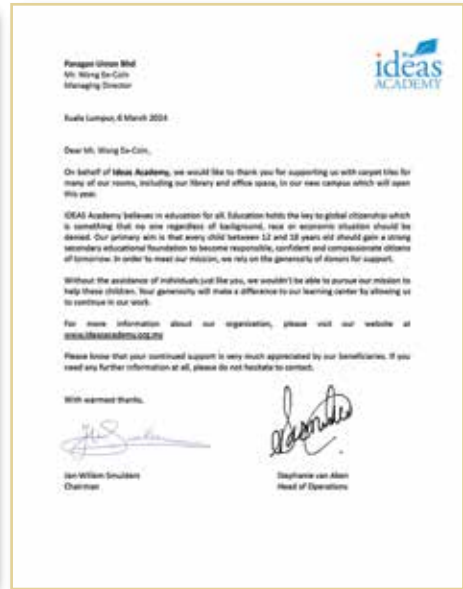 ideas
ACADEMY
Paragon Union Bhd
Mr. Wong Se-Coin
Managing Director
Kuala Lumpur, 6 March 2014
Dear Mr. Wong Se-Coin,
On behalf of Ideas Academy, we would like to thank you for supporting us with carpet tiles for
many of our rooms, including our library and office space, in our new campus which will open
this year.
IDEAS Academy believes in education for all. Education holds the key to global citizenship which
is something that no one regardless of background, race or economic situation should be
denied. Our primary aim is that every child between 12 and 18 years old should gain a strong
secondary educational foundation to become responsible, confident and compassionate citizens
of tomorrow. In order to meet our mission, we rely on the generosity of donors for support.
Without the assistance of individuals just like you, we wouldn't be able to pursue our mission to
help these children. Your generosity will make a difference to our learning center by allowing us
to continue in our work.
For more information about our organization, please visit our website at
www.ideasacademy.org.my
Please know that your continued support is very much appreciated by our beneficiaries. If you
need any further information at all, please do not hesitate to contact.
With warmest thanks,
Jan-Willem Smulders
Chairman
Stephanie van Aken
Head of Operations